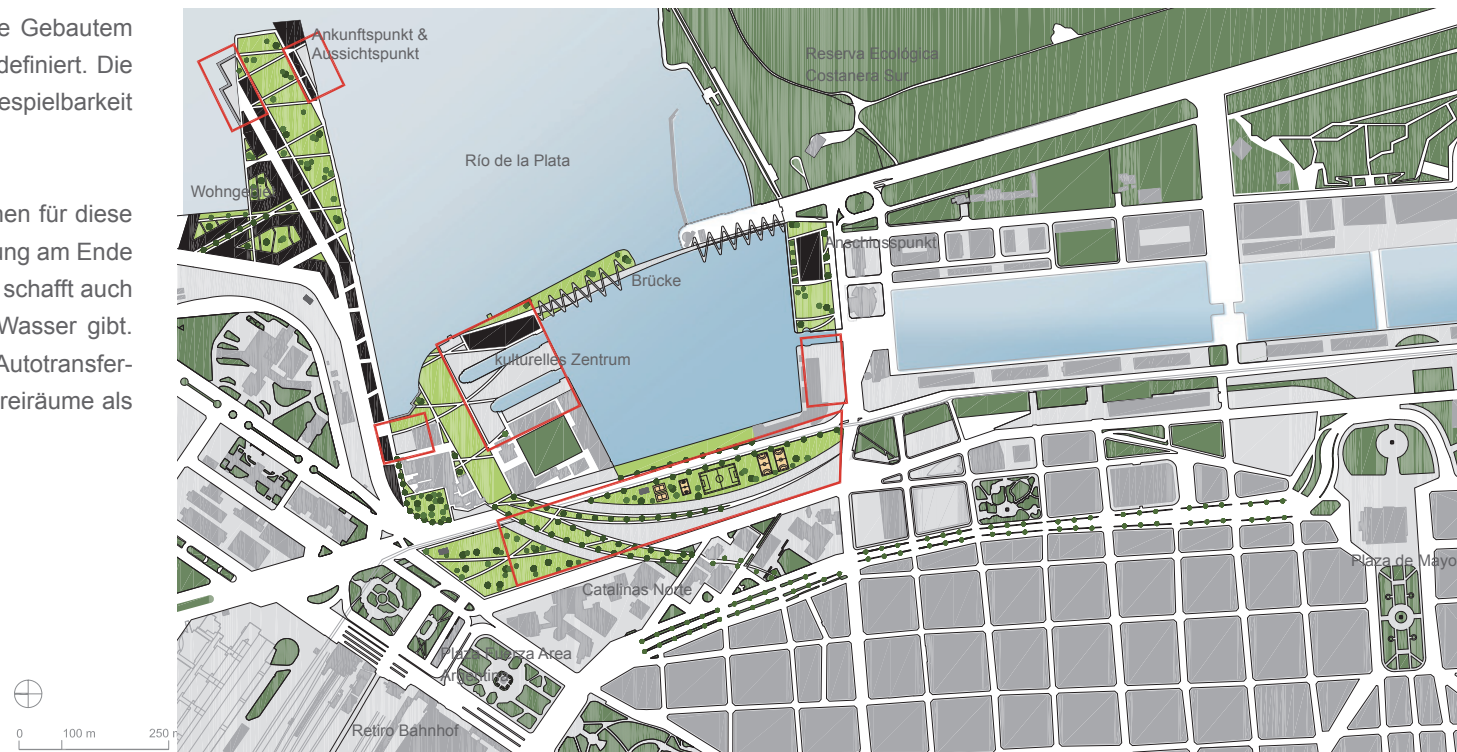 e Gebautem
definiert. Die
espielbarkeit
nen für diese
ung am Ende
schafft auch
Wasser gibt.
Autotransfer-
reiräume als
Ankunftspunkt &
Aussichtspunkt
Reserva Ecológica
Costanera Sur
Río de la Plata
Anschlusspunkt
Brücke
kulturelles Zentrum
Catalinas Norte
Plaza de Mayo
Plaza Fuerza Area
Argentina
Retiro Bahnhof
0 100 m 250